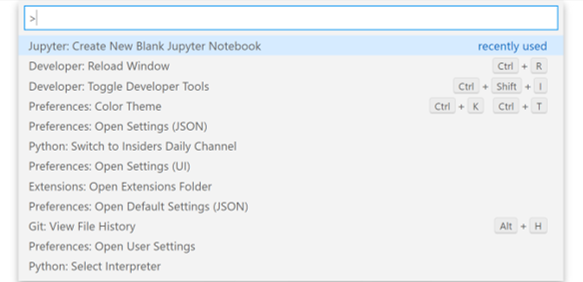 >
Jupyter: Create New Blank Jupyter Notebook recently used
Developer: Reload Window Ctrl + R
Developer: Toggle Developer Tools Ctrl + Shift + I
Preferences: Color Theme Ctrl + K Ctrl + T
Preferences: Open Settings (JSON)
Python: Switch to Insiders Daily Channel
Preferences: Open Settings (UI)
Extensions: Open Extensions Folder
Preferences: Open Default Settings (JSON)
Git: View File History Alt + H
Preferences: Open User Settings
Python: Select Interpreter